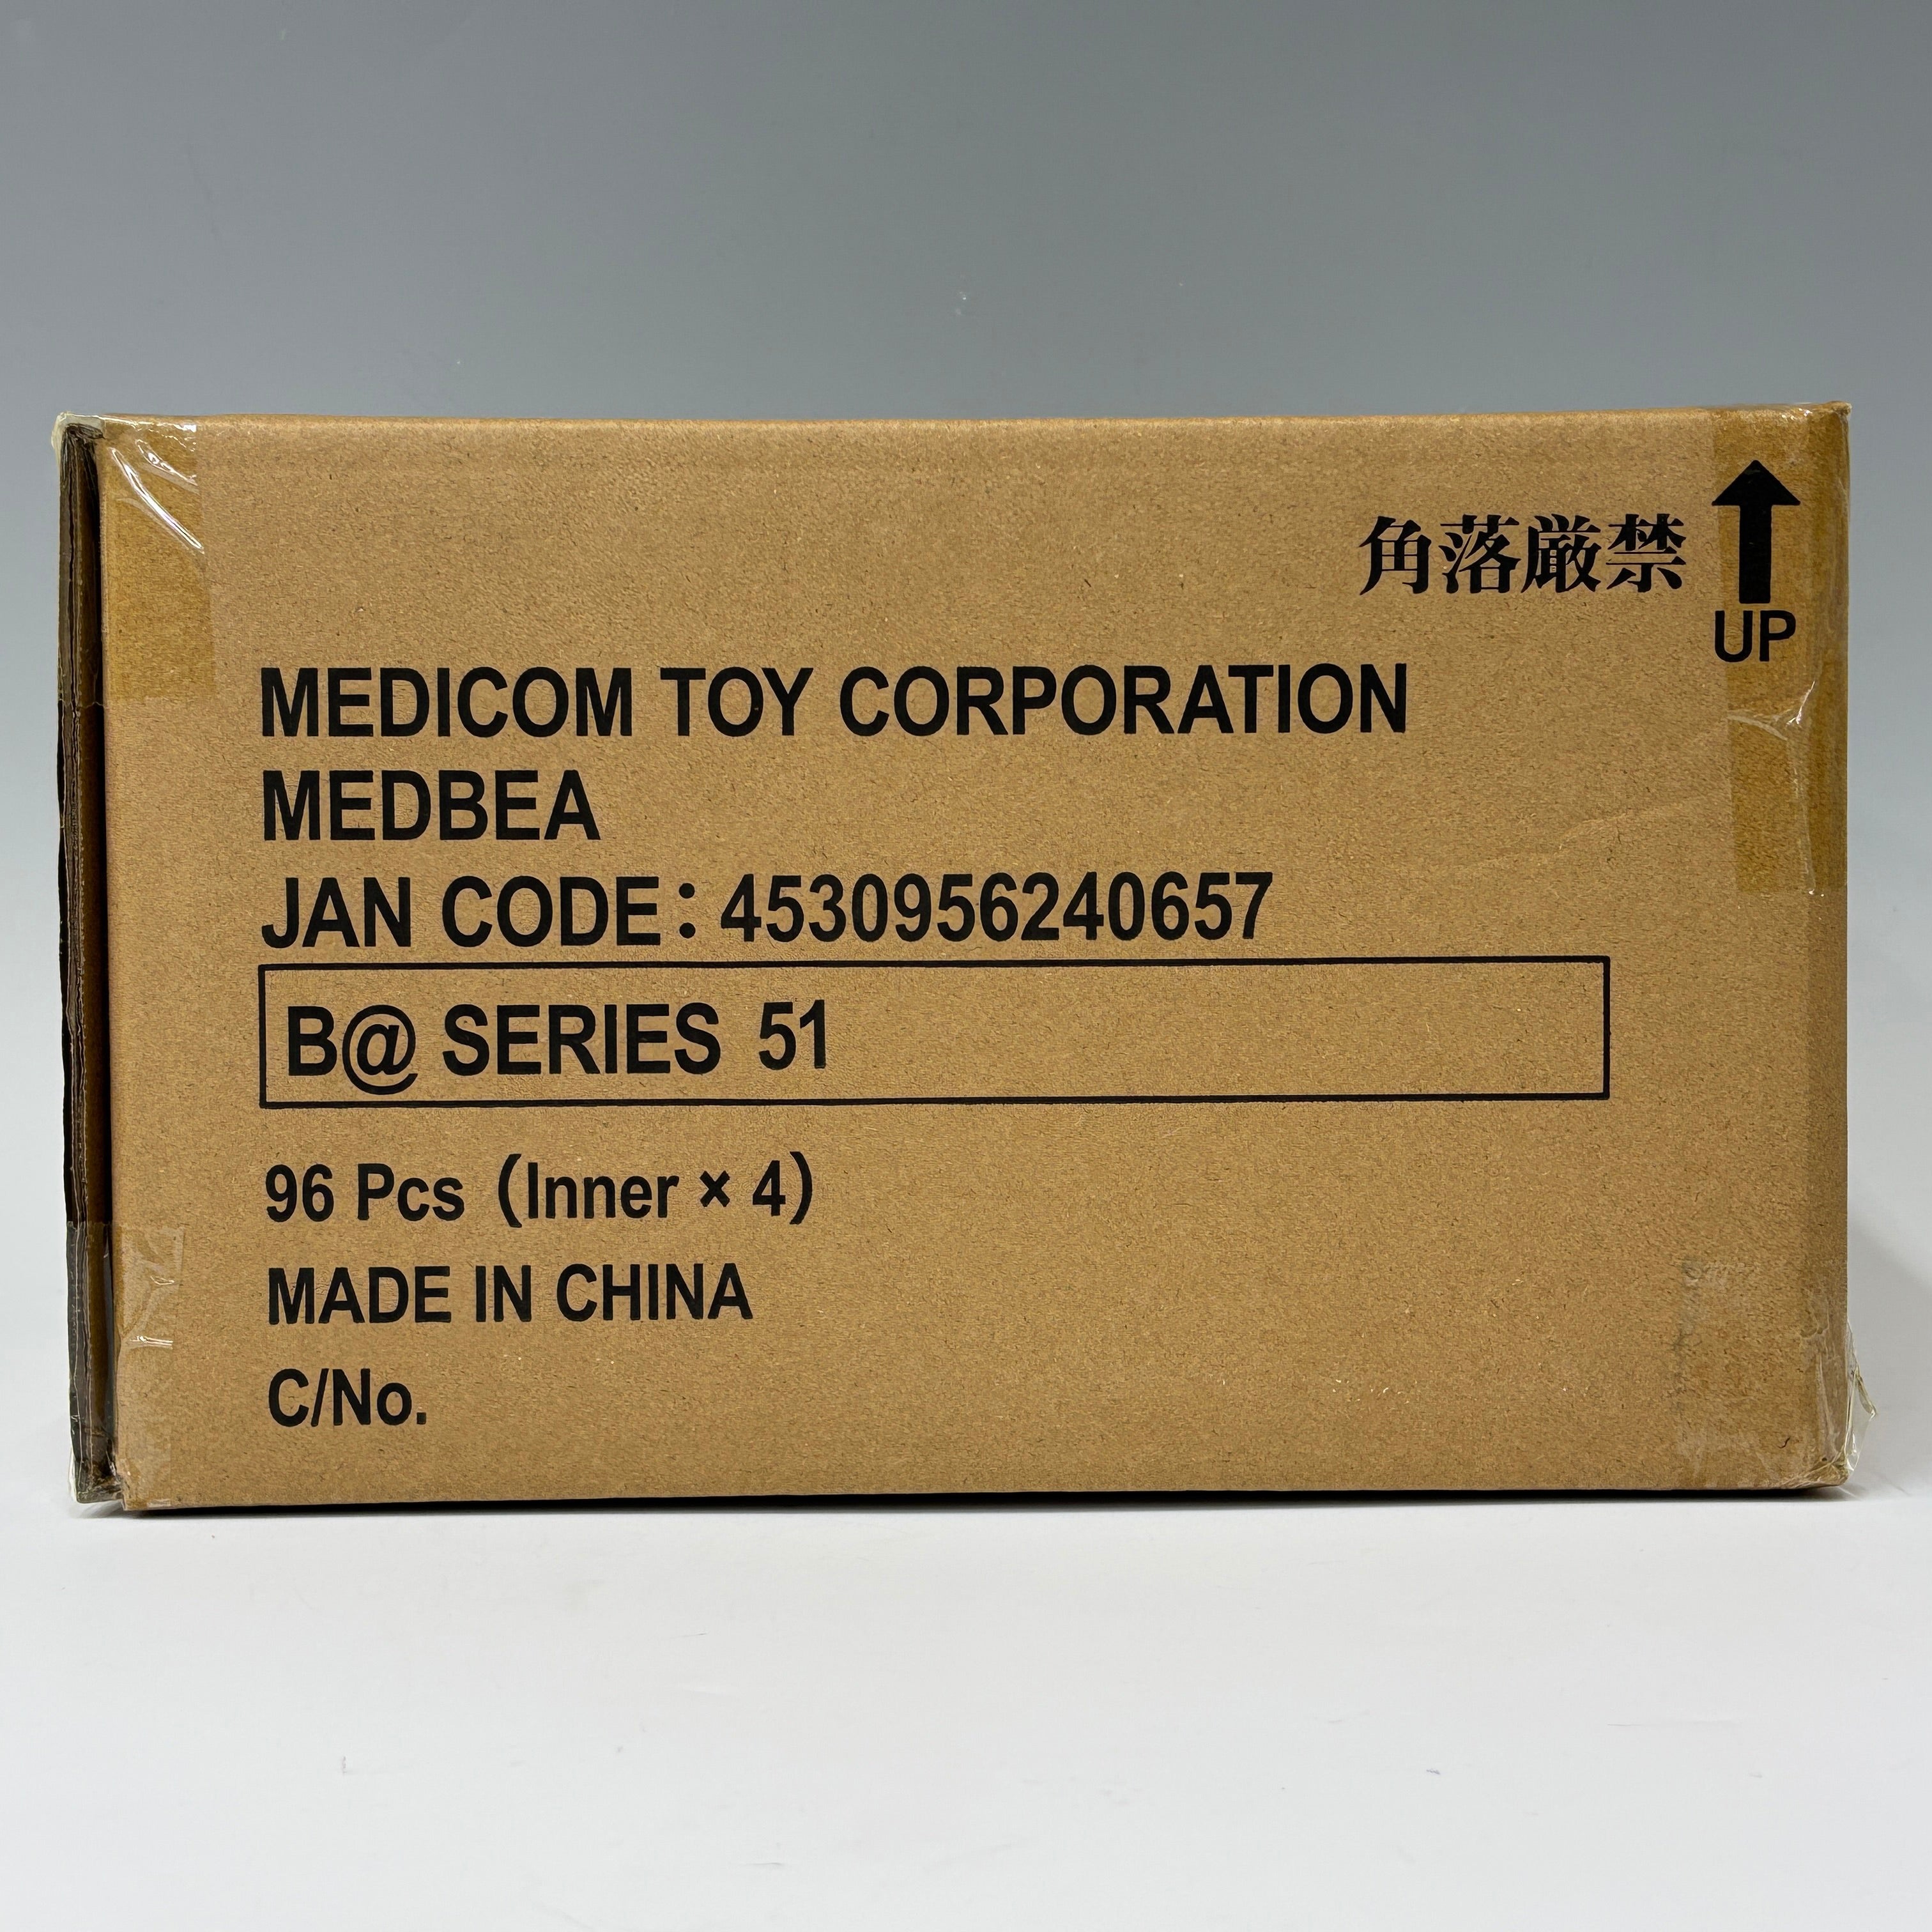 角落厳禁
UP
MEDICOM TOY CORPORATION
MEDBEA
JAN CODE：4530956240657
B@ SERIES 51
96 Pcs（Inner × 4）
MADE IN CHINA
C/No.